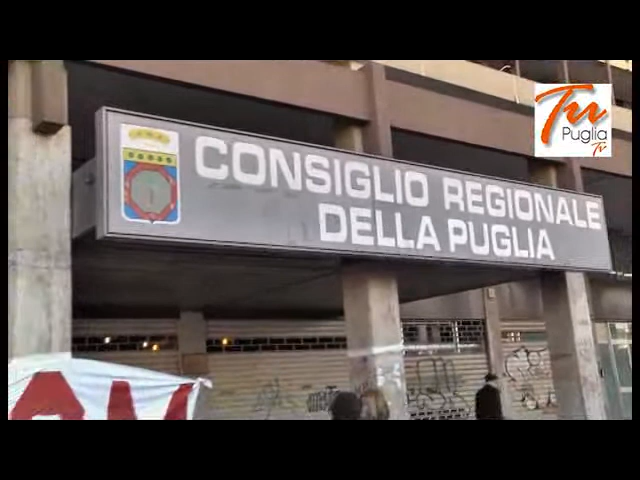 Tu
Puglia
Tv
CONSIGLIO REGIONALE
DELLA PUGLIA